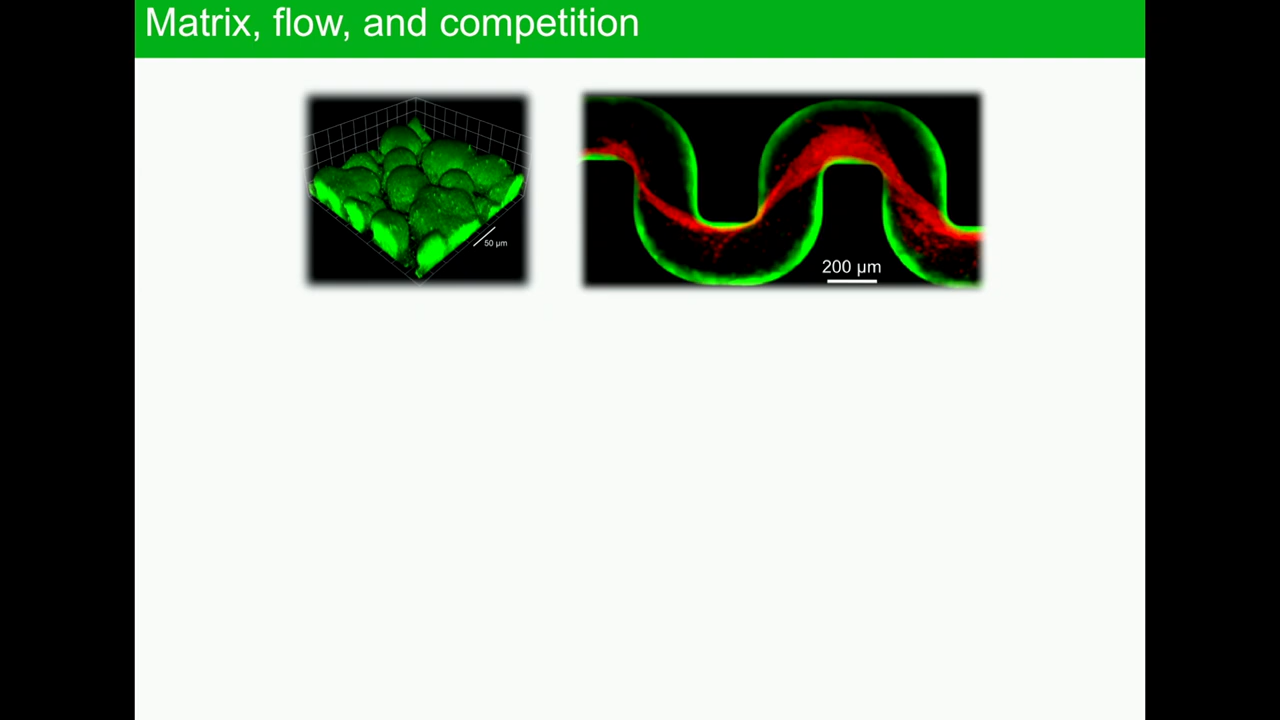 Matrix, flow, and competition
50 µm
200 µm